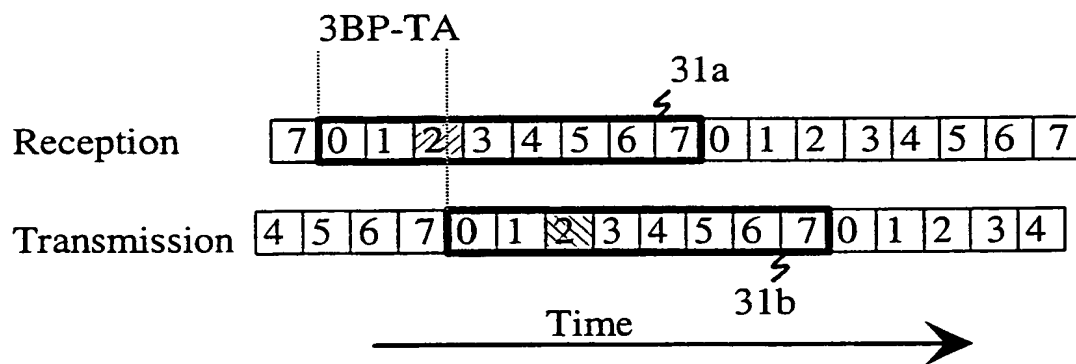 3BP-TA
31a
Reception 7 0 1 2 3 4 5 6 7 0 1 2 3 4 5 6 7
Transmission 4 5 6 7 0 1 2 3 4 5 6 7 0 1 2 3 4
31b
Time